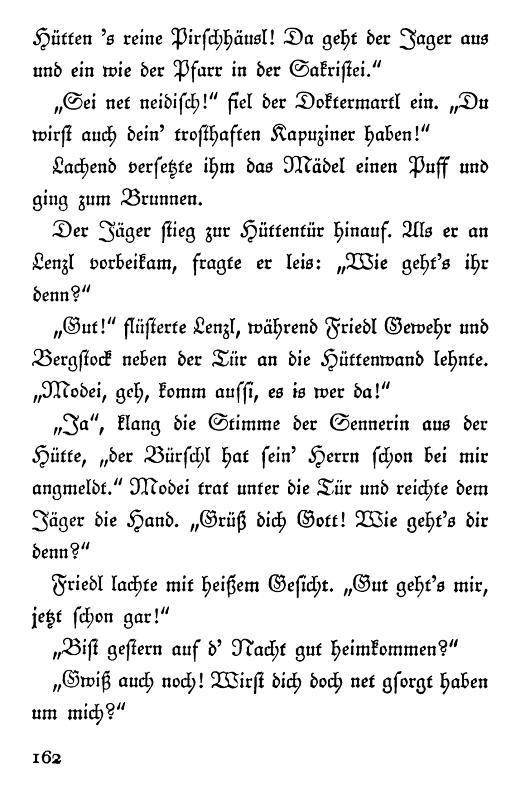 Hütten 's reine Pirschhäusl! Da geht der Jager aus
und ein wie der Pfarr in der Sakristei.“
„Sei net neidisch!“ fiel der Doktermartl ein. „Du
wirst auch dein' trosthaften Kapuziner haben!“
Lachend versetzte ihm das Mädel einen Puff und
ging zum Brunnen.
Der Jäger stieg zur Hüttentür hinauf. Als er an
Lenzl vorbeikam, fragte er leis: „Wie geht's ihr
denn?“
„Gut!“ flüsterte Lenzl, während Friedl Gewehr und
Bergstock neben der Tür an die Hüttenwand lehnte.
„Modei, geh, komm aussi, es is wer da!“
„Ja“, klang die Stimme der Sennerin aus der
Hütte, „der Bürschl hat sein' Herrn schon bei mir
angmeldt.“ Modei trat unter die Tür und reichte dem
Jäger die Hand. „Grüß dich Gott! Wie geht's dir
denn?“
Friedl lachte mit heißem Gesicht. „Gut geht's mir,
jetzt schon gar!“
„Bist gestern auf d' Nacht gut heimkommen?“
„Gwiß auch noch! Wirst dich doch net gsorgt haben
um mich?“
162